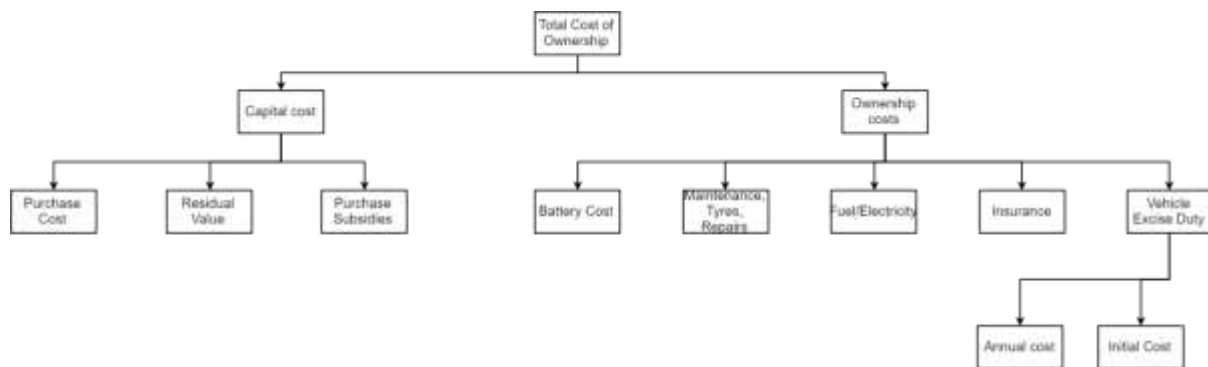 Total Cost of
Ownership
Capital cost
Ownership
costs
Purchase
Cost
Residual
Value
Purchase
Subsidies
Battery Cost
Maintenance,
Tyres,
Repairs
Fuel/Electricity
Insurance
Vehicle
Excise Duty
Annual cost
Initial Cost